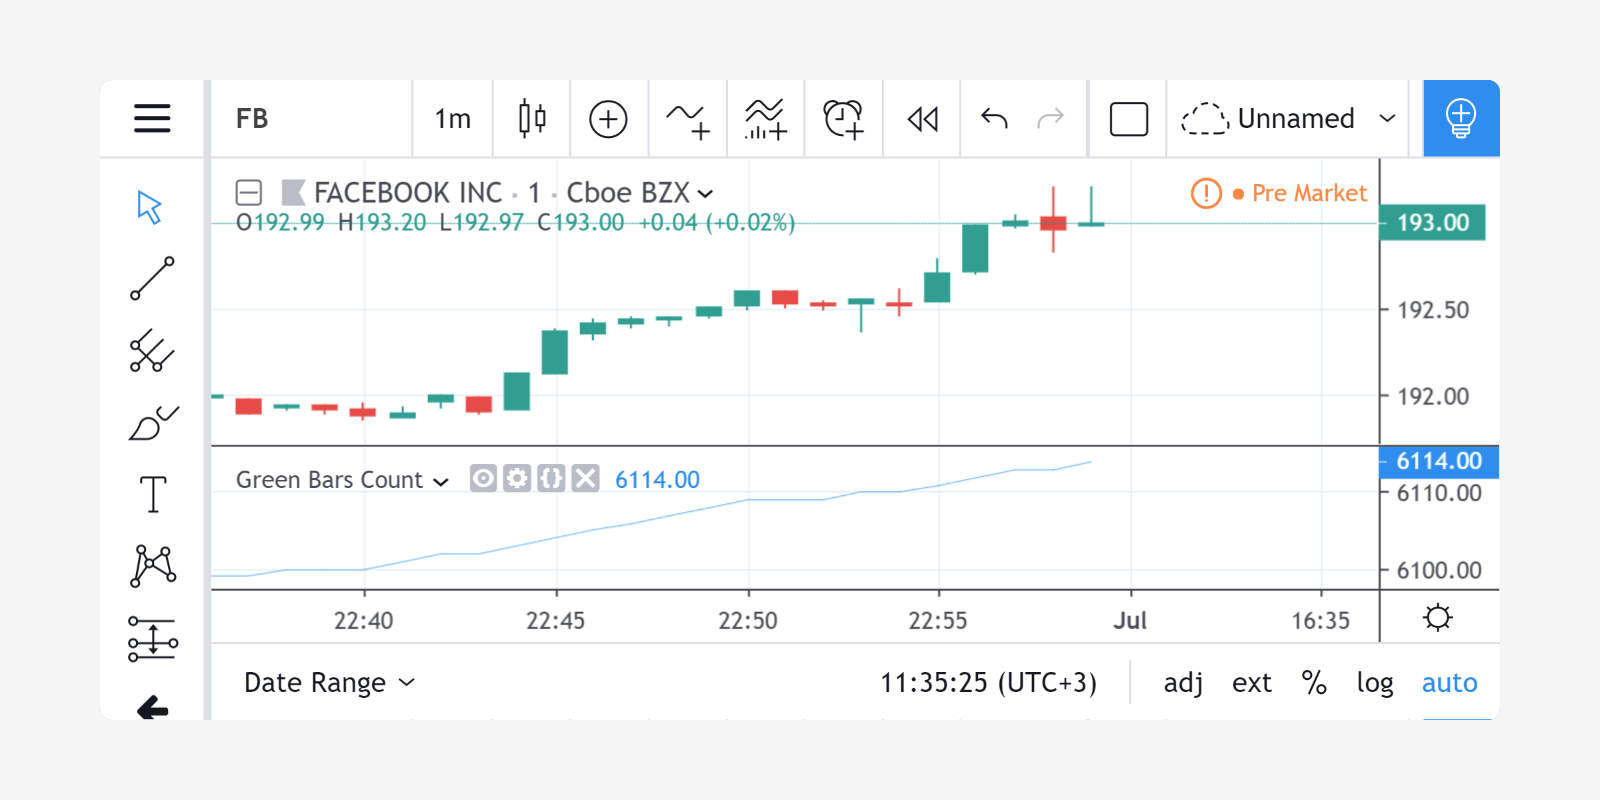 FB 1m Unnamed
FACEBOOK INC · 1 · Cboe BZX
Pre Market
O192.99 H193.20 L192.97 C193.00 +0.04 (+0.02%)
193.00
192.50
192.00
Green Bars Count 6114.00
6114.00
6110.00
6100.00
22:40 22:45 22:50 22:55 Jul 16:35
Date Range 11:35:25 (UTC+3) adj ext % log auto